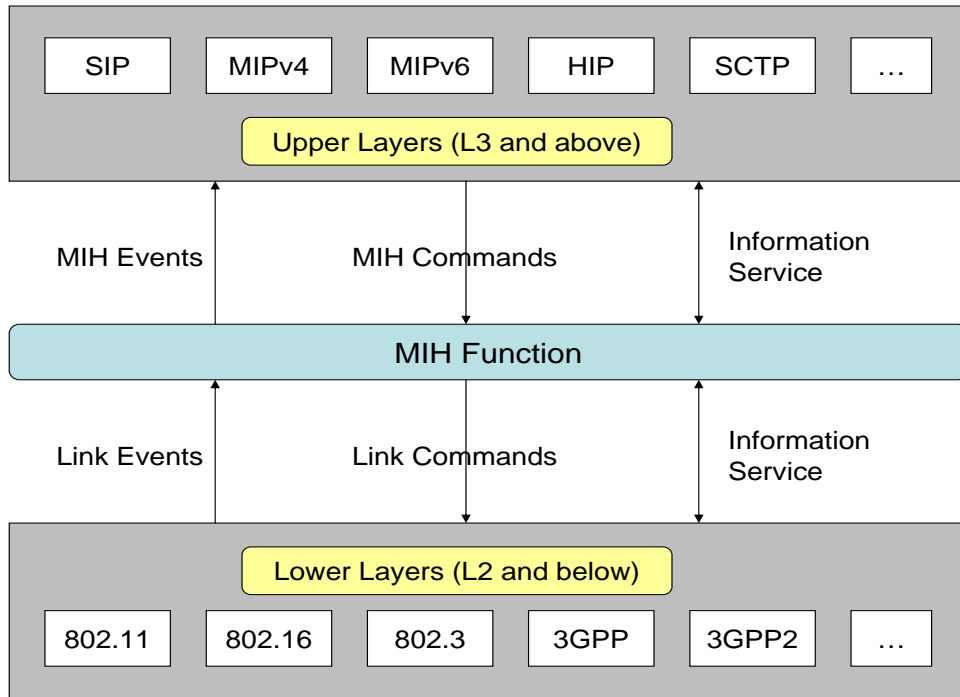 SIP
MIPv4
MIPv6
HIP
SCTP
…
Upper Layers (L3 and above)
MIH Events
MIH Commands
Information
Service
MIH Function
Link Events
Link Commands
Information
Service
Lower Layers (L2 and below)
802.11
802.16
802.3
3GPP
3GPP2
…